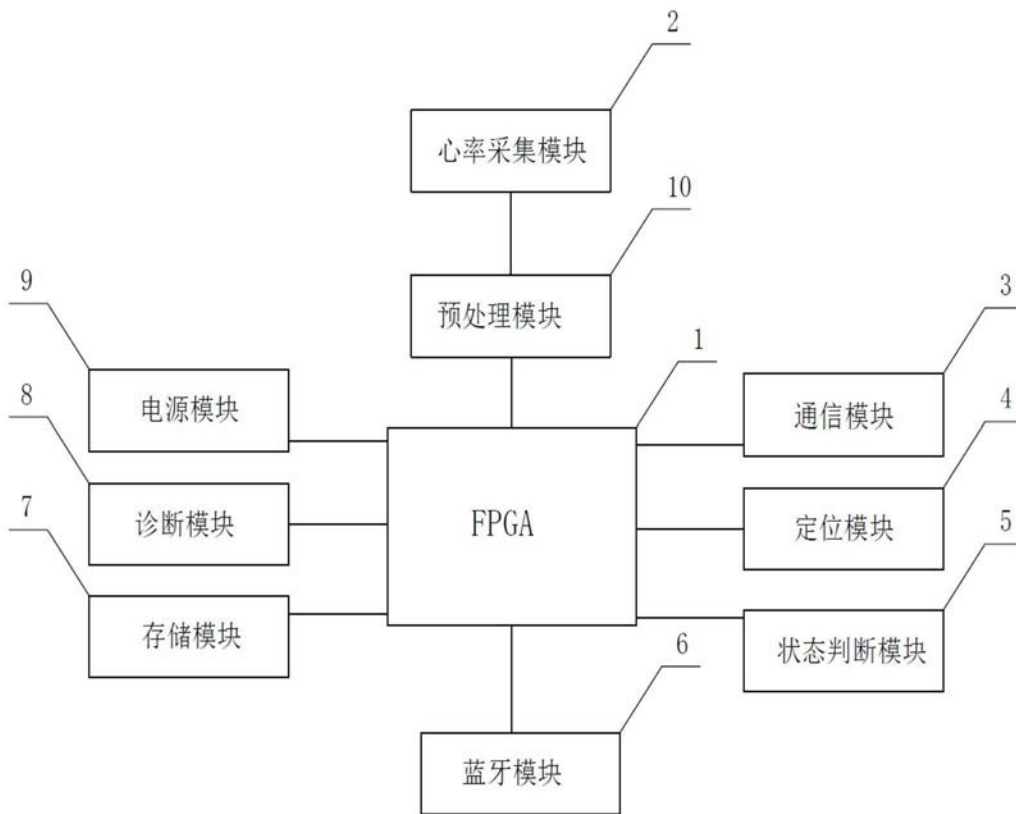 2
心率采集模块
10
预处理模块
9
电源模块
1
3
通信模块
8
诊断模块
FPGA
4
定位模块
7
存储模块
5
状态判断模块
6
蓝牙模块